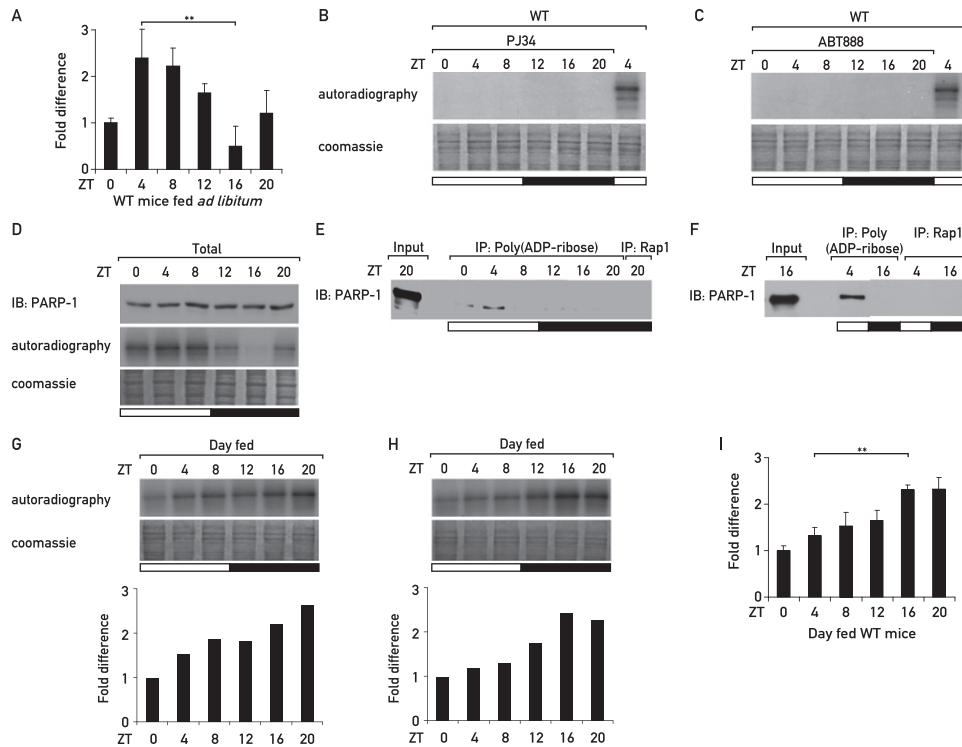 A
Fold difference
3
2
1
0
**
ZT 0 4 8 12 16 20
WT mice fed ad libitum
B
WT
PJ34
ZT 0 4 8 12 16 20 4
autoradiography
coomassie
C
WT
ABT888
ZT 0 4 8 12 16 20 4
D
Total
ZT 0 4 8 12 16 20
IB: PARP-1
autoradiography
coomassie
E
Input IP: Poly(ADP-ribose) IP: Rap1
ZT 20 0 4 8 12 16 20 20
IB: PARP-1
F
Input IP: Poly (ADP-ribose) IP: Rap1
ZT 16 4 16 4 16
IB: PARP-1
G
Day fed
ZT 0 4 8 12 16 20
autoradiography
coomassie
Fold difference
3
2
1
0
ZT 0 4 8 12 16 20
H
Day fed
ZT 0 4 8 12 16 20
Fold difference
3
2
1
0
ZT 0 4 8 12 16 20
I
Fold difference
3
2
1
0
**
ZT 0 4 8 12 16 20
Day fed WT mice